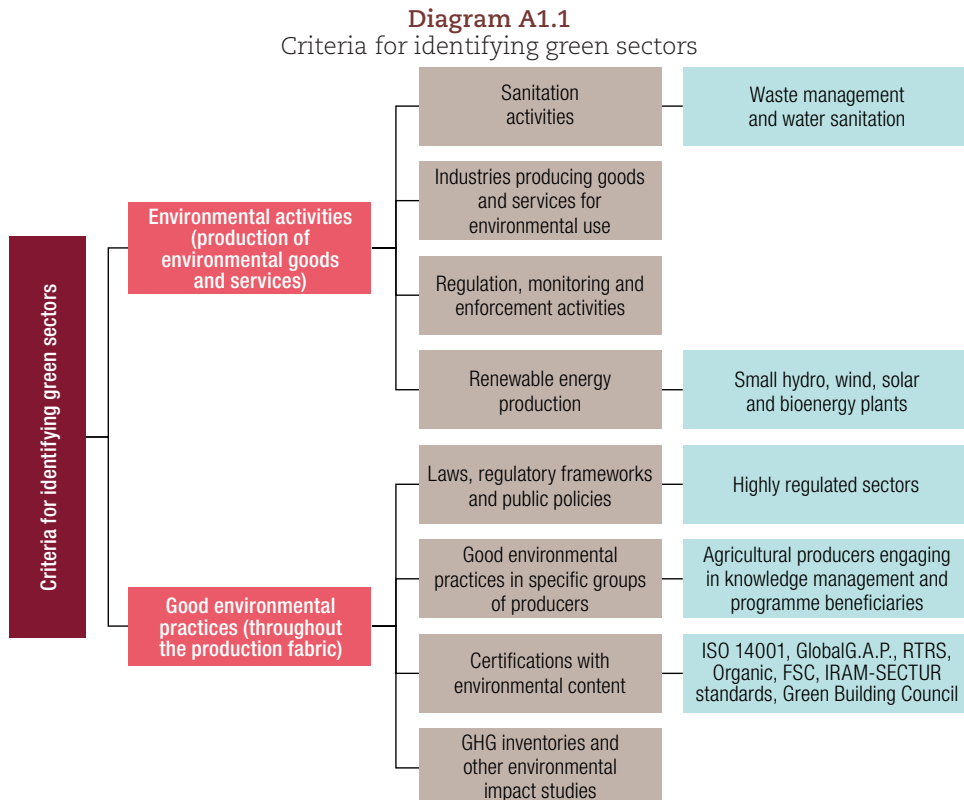 Diagram A1.1
Criteria for identifying green sectors
Criteria for identifying green sectors
Environmental activities
(production of
environmental goods
and services)
Sanitation
activities
Waste management
and water sanitation
Industries producing goods
and services for
environmental use
Regulation, monitoring and
enforcement activities
Renewable energy
production
Small hydro, wind, solar
and bioenergy plants
Good environmental
practices (throughout
the production fabric)
Laws, regulatory frameworks
and public policies
Highly regulated sectors
Good environmental
practices in specific groups
of producers
Agricultural producers engaging
in knowledge management and
programme beneficiaries
Certifications with
environmental content
ISO 14001, GlobalG.A.P., RTRS,
Organic, FSC, IRAM-SECTUR
standards, Green Building Council
GHG inventories and
other environmental
impact studies